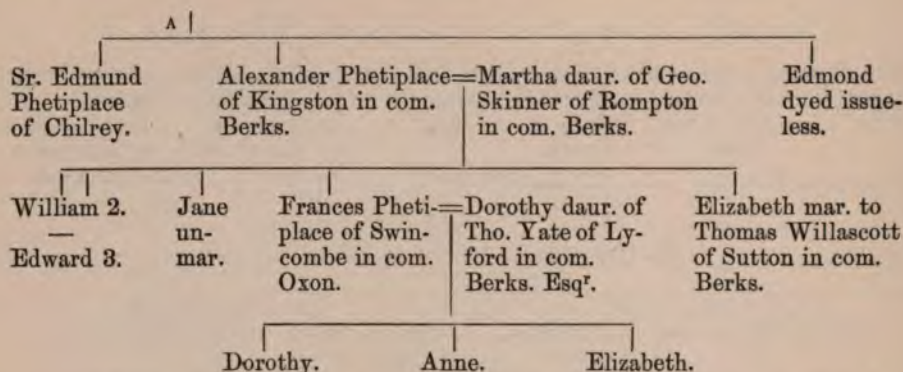 A
Sr. Edmund
Phetiplace
of Chilrey.
Alexander Phetiplace
of Kingston in com.
Berks.
Martha daur. of Geo.
Skinner of Rompton
in com. Berks.
Edmond
dyed issue-
less.
William 2.
—
Edward 3.
Jane
un-
mar.
Frances Pheti-
place of Swin-
combe in com.
Oxon.
Dorothy daur. of
Tho. Yate of Ly-
ford in com.
Berks. Esqʳ.
Elizabeth mar. to
Thomas Willascott
of Sutton in com.
Berks.
Dorothy.
Anne.
Elizabeth.